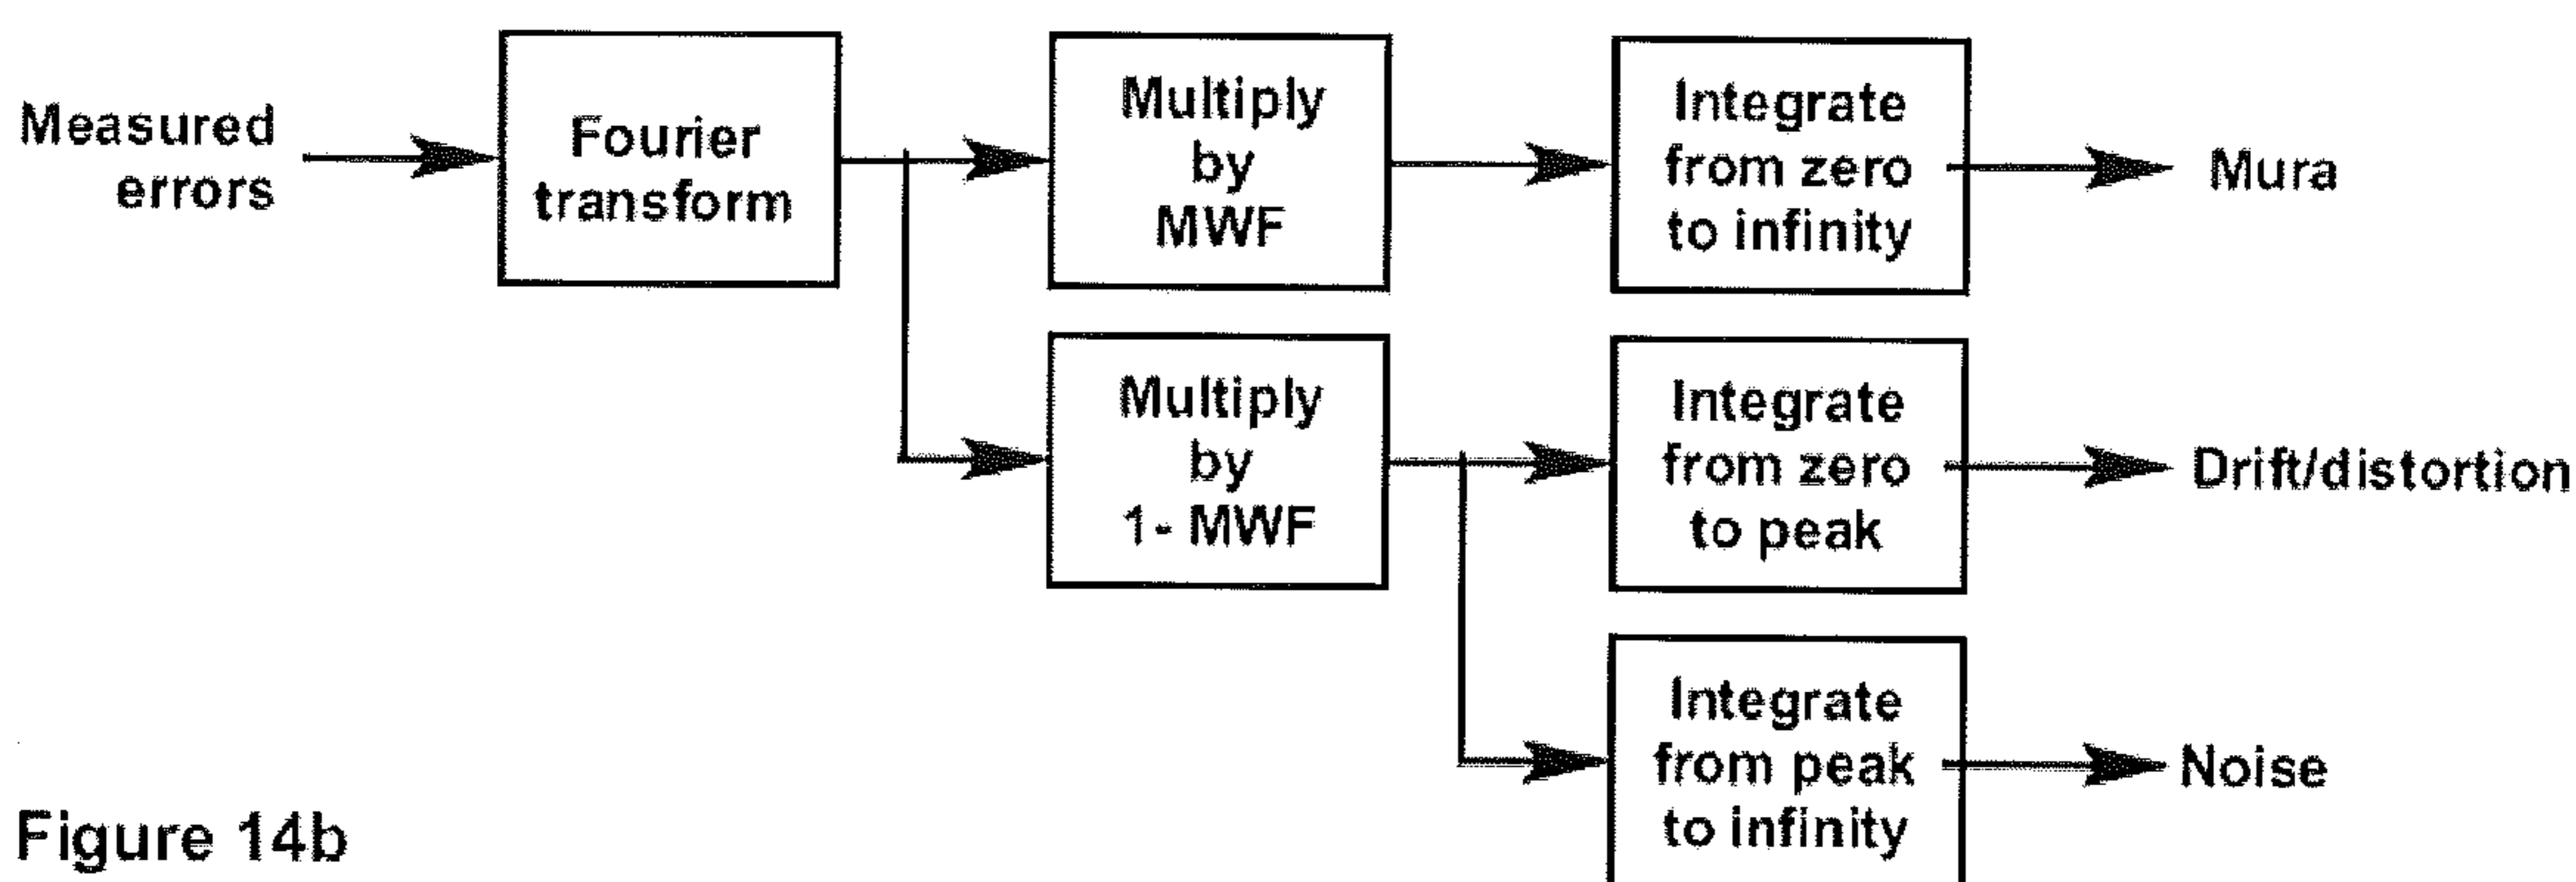 Measured
errors
Fourier
transform
Multiply
by
MWF
Integrate
from zero
to infinity
Mura
Multiply
by
1- MWF
Integrate
from zero
to peak
Drift/distortion
Integrate
from peak
to infinity
Noise
Figure 14b